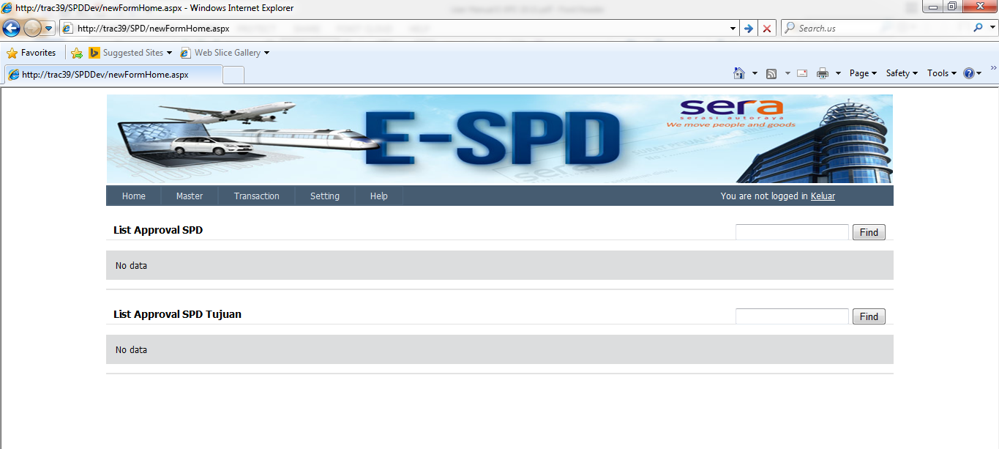 http://trac39/SPDDev/newFormHome.aspx - Windows Internet Explorer
http://trac39/SPD/newFormHome.aspx
Search.us
Favorites
Suggested Sites
Web Slice Gallery
http://trac39/SPDDev/newFormHome.aspx
Page
Safety
Tools
E-SPD
sera
serasi autoraya
We move people and goods
Home Master Transaction Setting Help
You are not logged in Keluar
List Approval SPD
Find
No data
List Approval SPD Tujuan
Find
No data